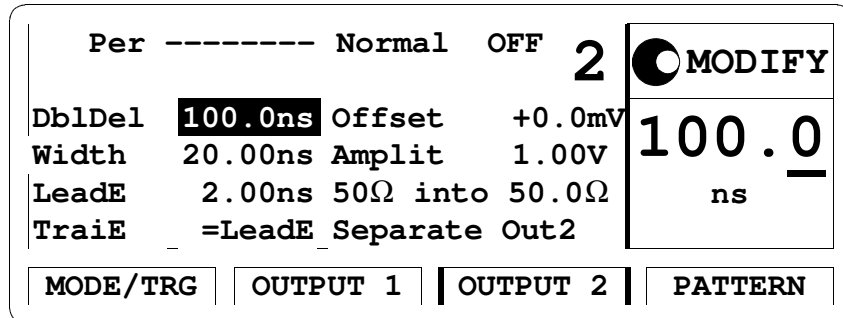 Per -------- Normal OFF 2 MODIFY
DblDel 100.0ns Offset +0.0mV 100.0
Width 20.00ns Amplit 1.00V
LeadE 2.00ns 50Ω into 50.0Ω ns
TraiE =LeadE Separate Out2
MODE/TRG OUTPUT 1 OUTPUT 2 PATTERN